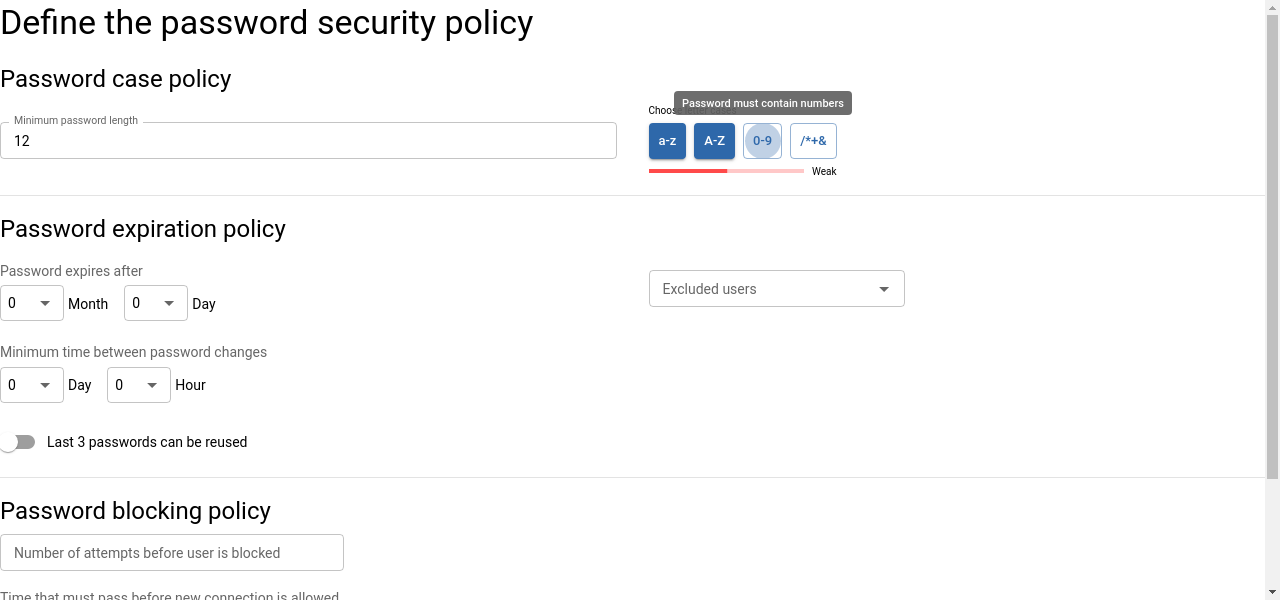 Define the password security policy
Password case policy
Minimum password length
12
Password must contain numbers
a-z
A-Z
0-9
/*+&
Weak
Password expiration policy
Password expires after
0
Month
0
Day
Excluded users
Minimum time between password changes
0
Day
0
Hour
Last 3 passwords can be reused
Password blocking policy
Number of attempts before user is blocked
Time that must pass before new connection is allowed